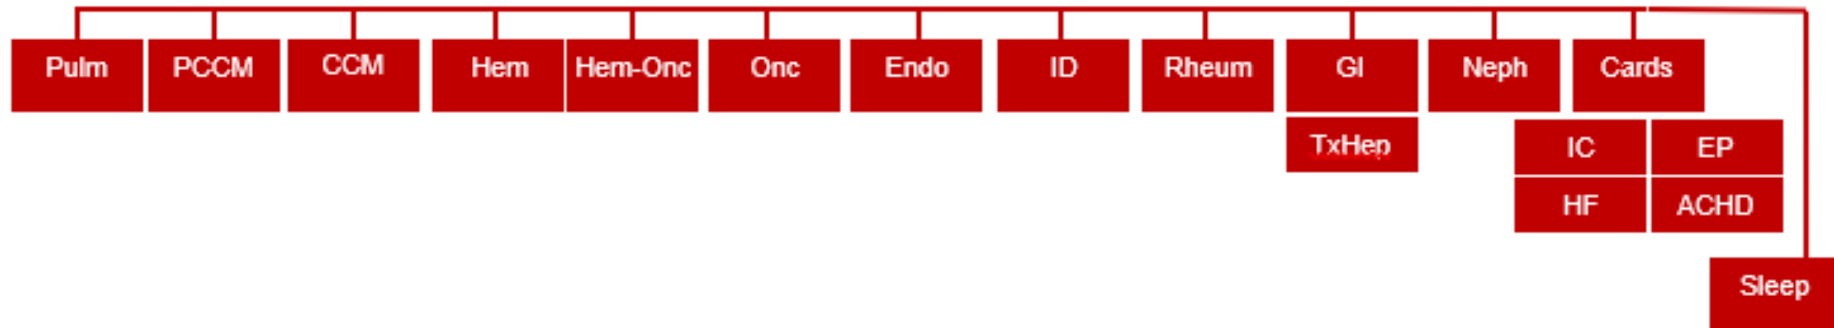 Pulm
PCCM
CCM
Hem
Hem-Onc
Onc
Endo
ID
Rheum
GI
Neph
Cards
TxHep
IC
EP
HF
ACHD
Sleep